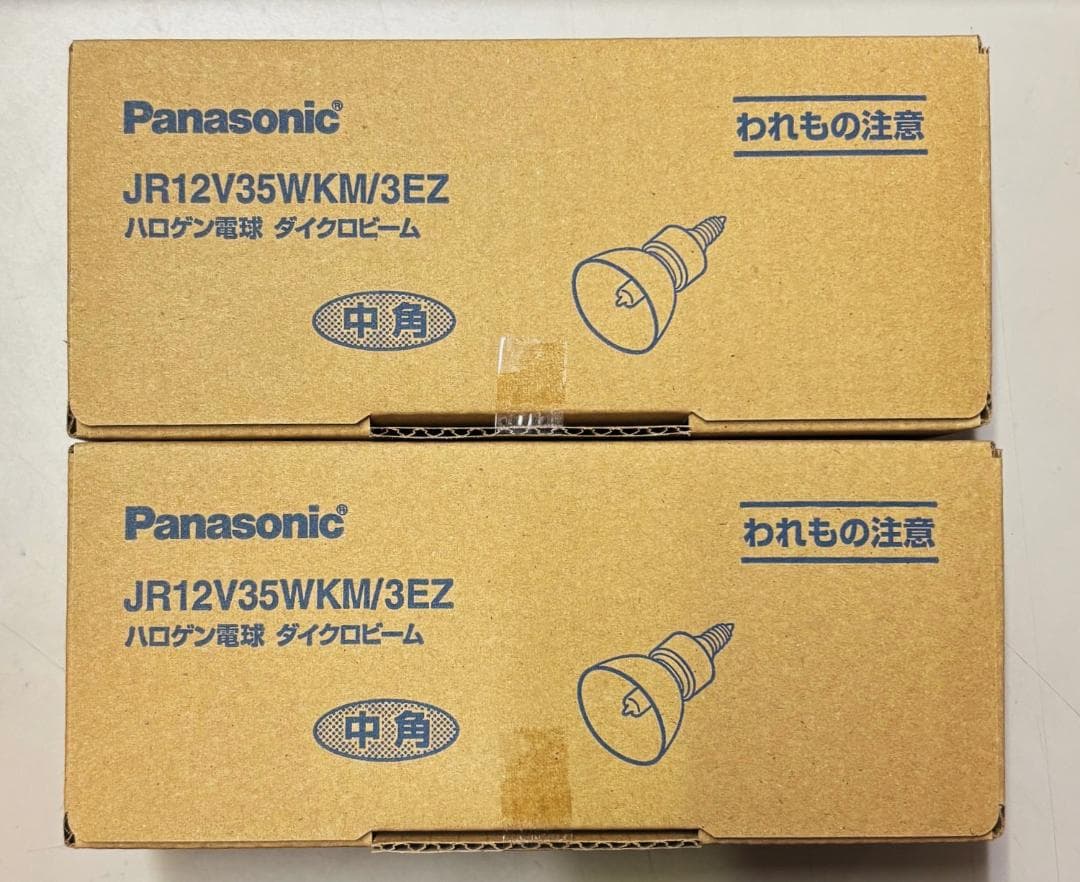 Panasonic®
われもの注意
JR12V35WKM/3EZ
ハロゲン電球 ダイクロビーム
中角
Panasonic®
われもの注意
JR12V35WKM/3EZ
ハロゲン電球 ダイクロビーム
中角